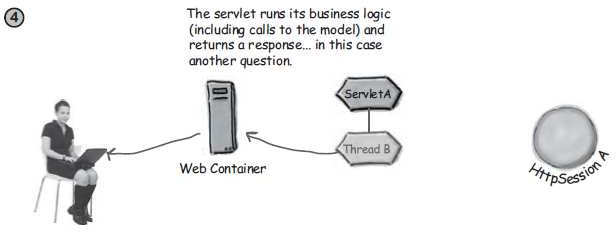 4
The servlet runs its business logic
(including calls to the model) and
returns a response... in this case
another question.
ServletA
Thread B
Web Container
HttpSession A